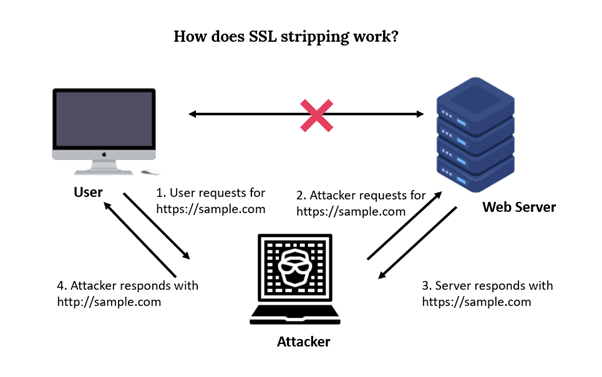 How does SSL stripping work?
User
1. User requests for
https://sample.com
2. Attacker requests for
https://sample.com
Web Server
4. Attacker responds with
http://sample.com
3. Server responds with
https://sample.com
Attacker